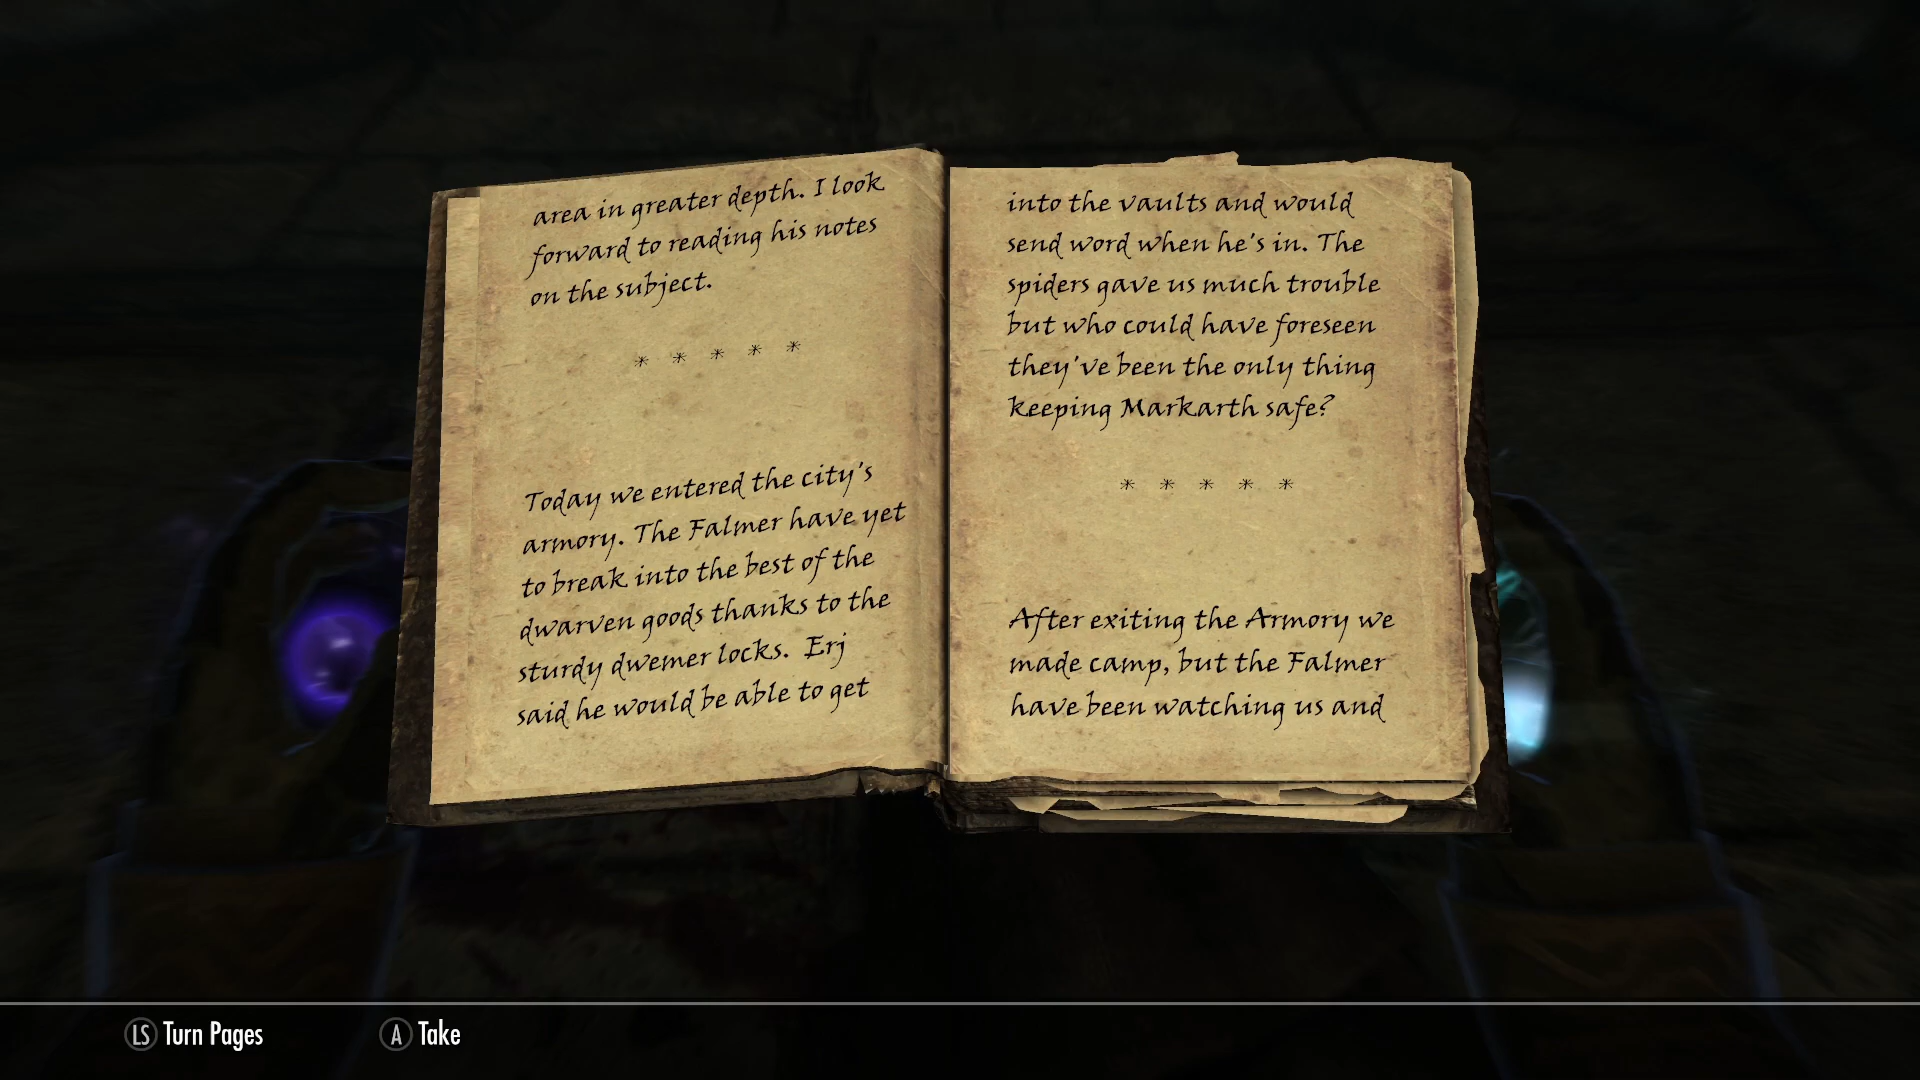 area in greater depth. I look
forward to reading his notes
on the subject.
* * * * *
Today we entered the city's
armory. The Falmer have yet
to break into the best of the
dwarven goods thanks to the
sturdy dwemer locks. Erj
said he would be able to get
into the vaults and would
send word when he's in. The
spiders gave us much trouble
but who could have foreseen
they've been the only thing
keeping Markarth safe?
* * * * *
After exiting the Armory we
made camp, but the Falmer
have been watching us and
LS Turn Pages
A Take